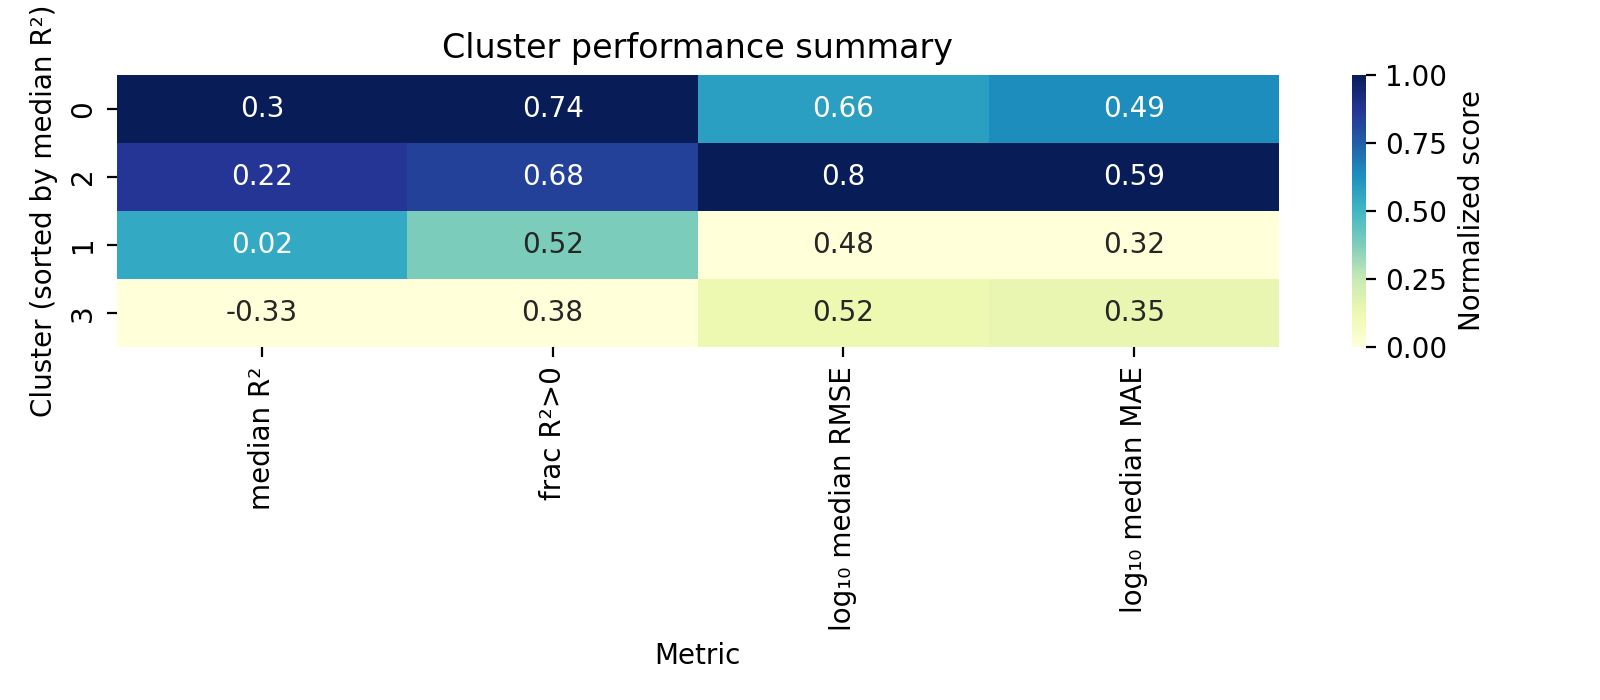 Cluster performance summary
Cluster (sorted by median R²)
0
2
1
3
0.3 0.74 0.66 0.49
0.22 0.68 0.8 0.59
0.02 0.52 0.48 0.32
-0.33 0.38 0.52 0.35
median R²
frac R²>0
log₁₀ median RMSE
log₁₀ median MAE
Metric
1.00
0.75
0.50
0.25
0.00
Normalized score